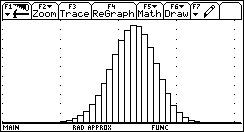 F1 F2 F3 F4 F5 F6 F7
Zoom Trace ReGraph Math Draw
MAIN RAD APPROX FUNC